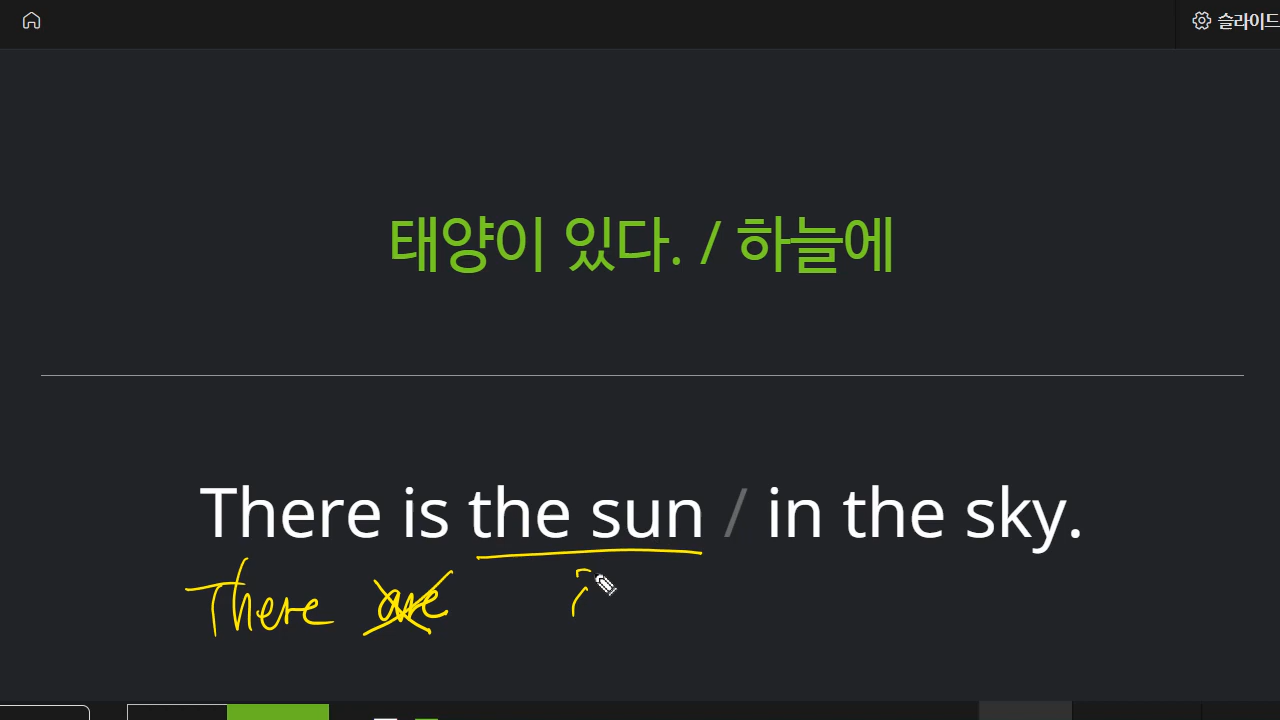 슬라이드
태양이 있다. / 하늘에
There is the sun / in the sky.
There are